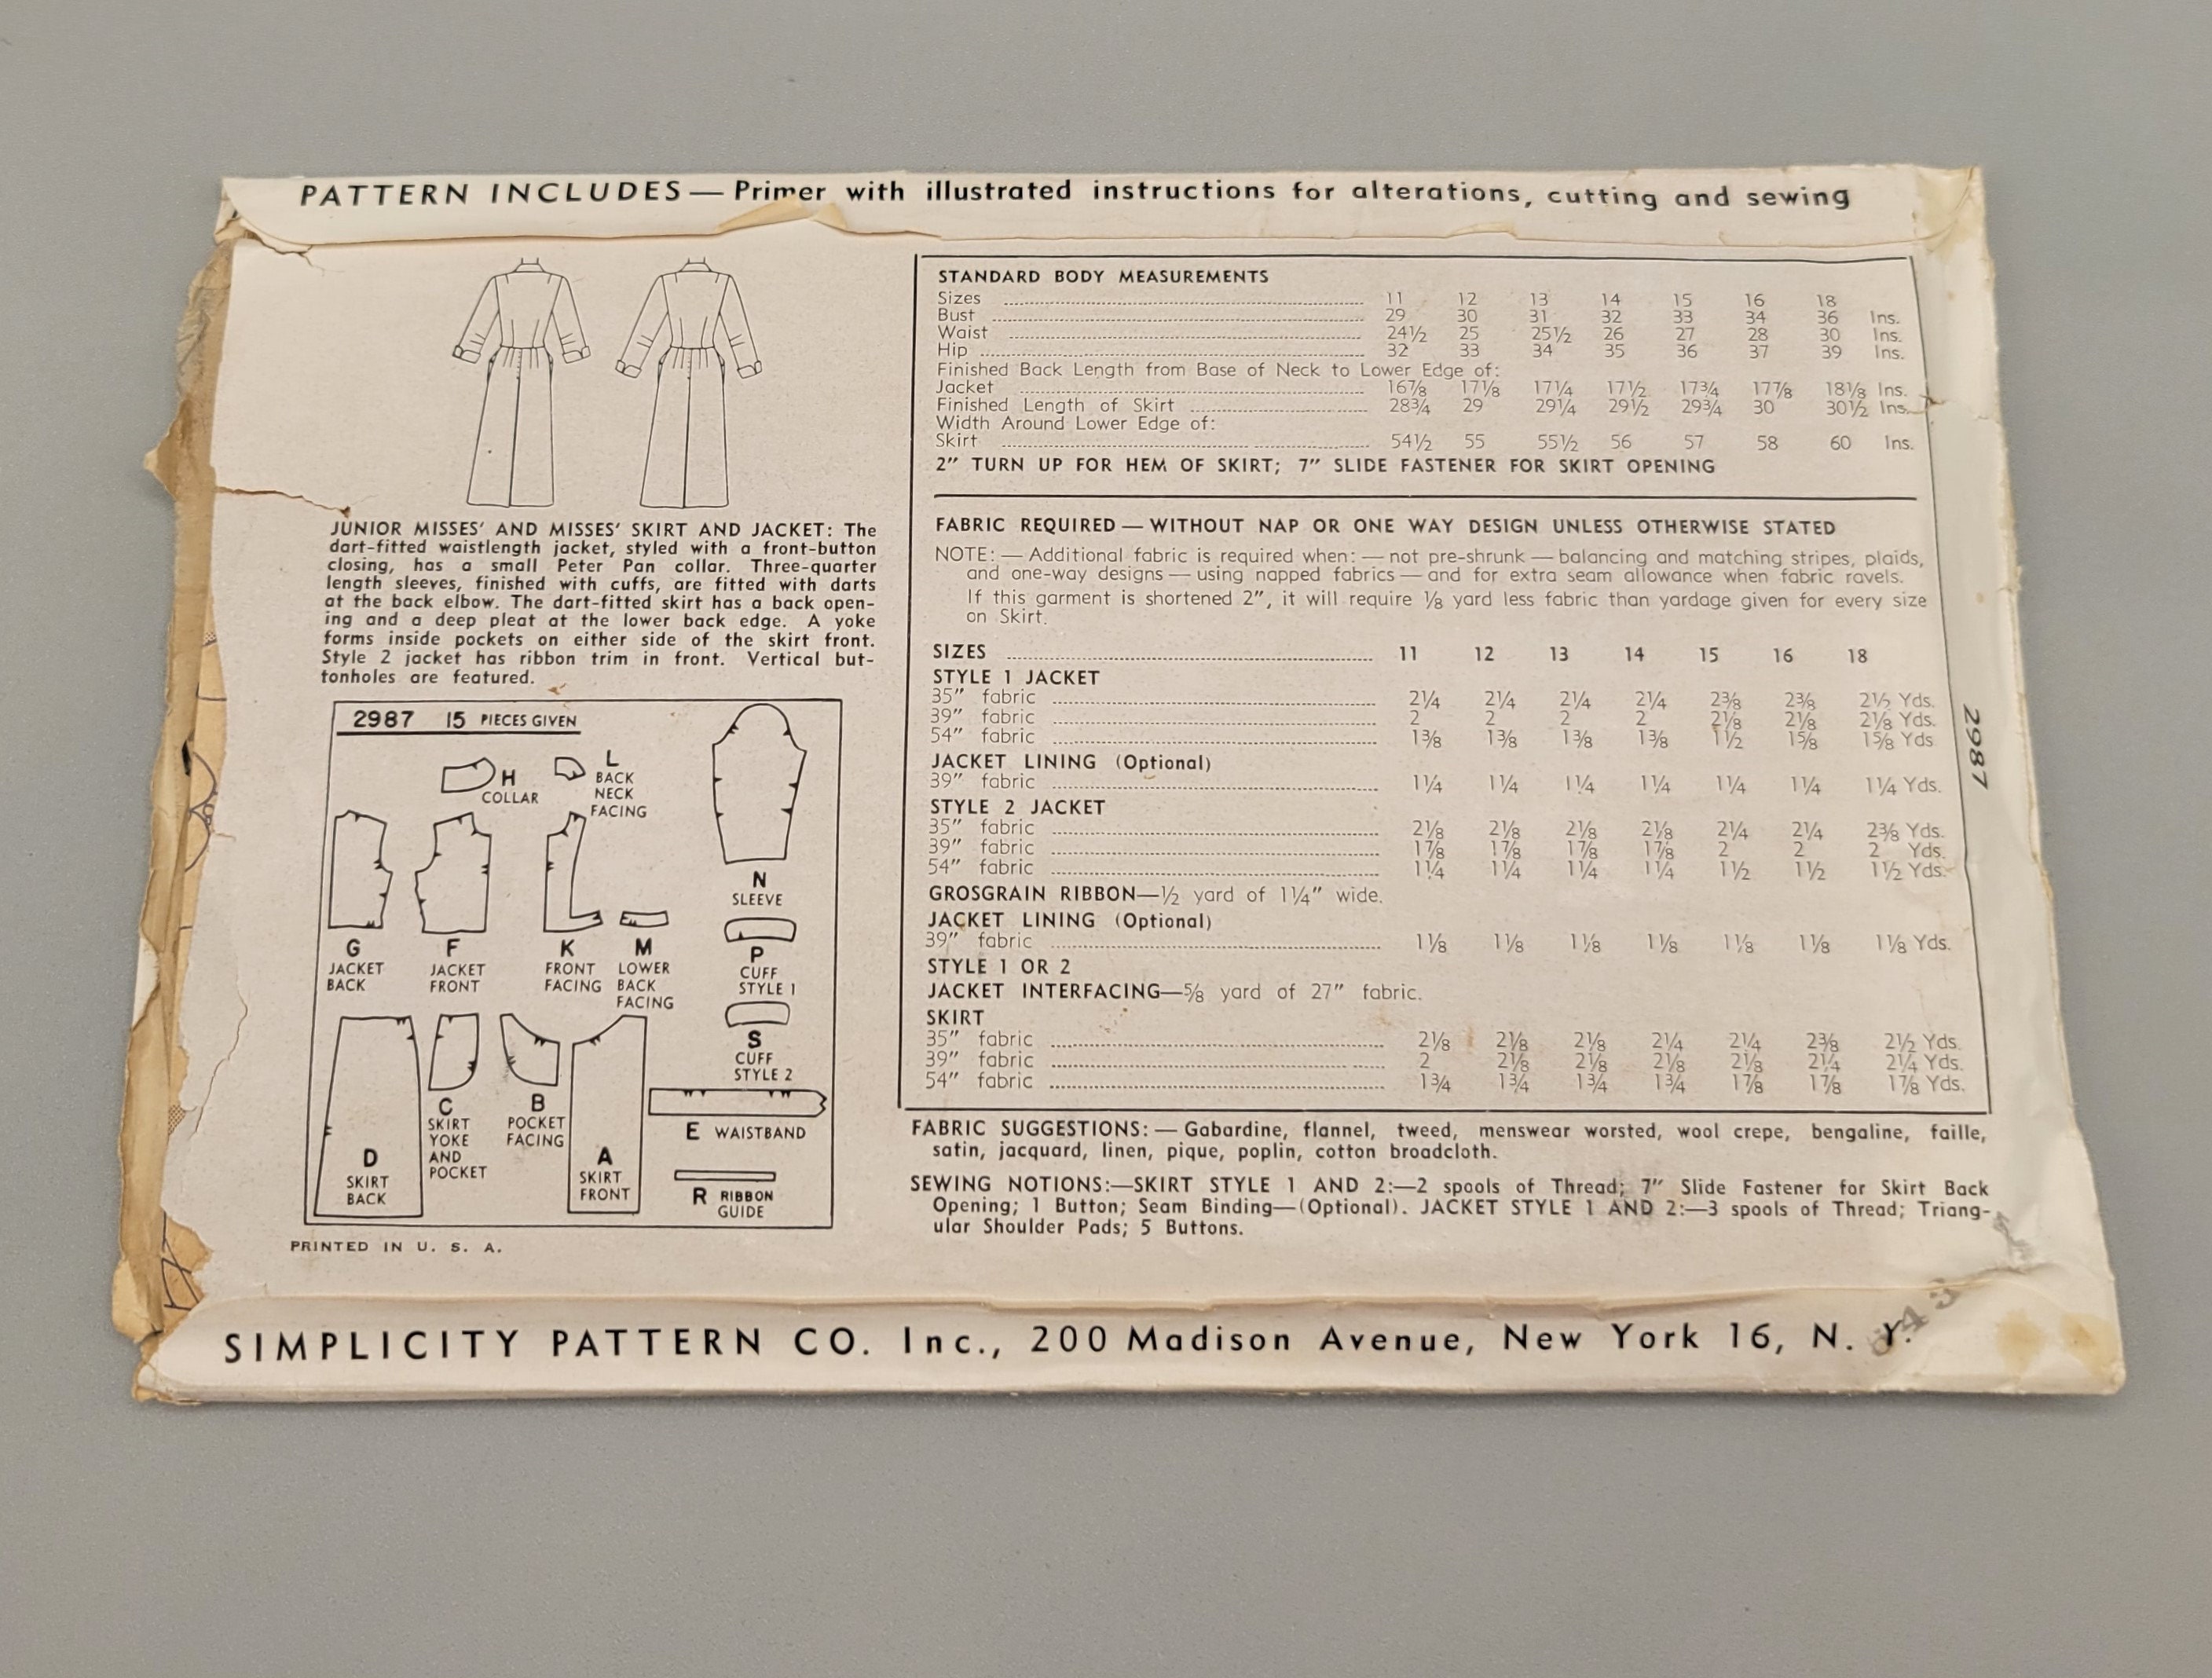 PATTERN INCLUDES — Primer with illustrated instructions for alterations, cutting and sewing
JUNIOR MISSES' AND MISSES' SKIRT AND JACKET: The
dart-fitted waistlength jacket, styled with a front-button
closing, has a small Peter Pan collar. Three-quarter
length sleeves, finished with cuffs, are fitted with darts
at the back elbow. The dart-fitted skirt has a back open-
ing and a deep pleat at the lower back edge. A yoke
forms inside pockets on either side of the skirt front.
Style 2 jacket has ribbon trim in front. Vertical but-
tonholes are featured.
2987 15 PIECES GIVEN
H
COLLAR
L
BACK
NECK
FACING
N
SLEEVE
G
JACKET
BACK
F
JACKET
FRONT
K
FRONT
FACING
M
LOWER
BACK
FACING
P
CUFF
STYLE 1
S
CUFF
STYLE 2
D
SKIRT
BACK
C
SKIRT
YOKE
AND
POCKET
B
POCKET
FACING
A
SKIRT
FRONT
E WAISTBAND
R RIBBON
GUIDE
PRINTED IN U. S. A.
STANDARD BODY MEASUREMENTS
Sizes 11 12 13 14 15 16 18
Bust 29 30 31 32 33 34 36 Ins.
Waist 24½ 25 25½ 26 27 28 30 Ins.
Hip 32 33 34 35 36 37 39 Ins.
Finished Back Length from Base of Neck to Lower Edge of:
Jacket 16⅞ 17⅛ 17¼ 17½ 17¾ 17⅞ 18⅛ Ins.
Finished Length of Skirt 28¾ 29 29¼ 29½ 29¾ 30 30½ Ins.
Width Around Lower Edge of:
Skirt 54½ 55 55½ 56 57 58 60 Ins.
2" TURN UP FOR HEM OF SKIRT; 7" SLIDE FASTENER FOR SKIRT OPENING
FABRIC REQUIRED — WITHOUT NAP OR ONE WAY DESIGN UNLESS OTHERWISE STATED
NOTE: — Additional fabric is required when: — not pre-shrunk — balancing and matching stripes, plaids,
and one-way designs — using napped fabrics — and for extra seam allowance when fabric ravels.
If this garment is shortened 2", it will require ⅛ yard less fabric than yardage given for every size
on Skirt.
SIZES 11 12 13 14 15 16 18
STYLE 1 JACKET
35" fabric 2¼ 2¼ 2¼ 2¼ 2⅜ 2⅜ 2½ Yds.
39" fabric 2 2 2 2 2⅛ 2⅛ 2⅛ Yds.
54" fabric 1⅜ 1⅜ 1⅜ 1⅜ 1½ 1⅝ 1⅝ Yds
JACKET LINING (Optional)
39" fabric 1¼ 1¼ 1¼ 1¼ 1¼ 1¼ 1¼ Yds.
STYLE 2 JACKET
35" fabric 2⅛ 2⅛ 2⅛ 2⅛ 2¼ 2¼ 2⅜ Yds.
39" fabric 1⅞ 1⅞ 1⅞ 1⅞ 2 2 2 Yds.
54" fabric 1¼ 1¼ 1¼ 1¼ 1½ 1½ 1½ Yds.
GROSGRAIN RIBBON—½ yard of 1¼" wide.
JACKET LINING (Optional)
39" fabric 1⅛ 1⅛ 1⅛ 1⅛ 1⅛ 1⅛ 1⅛ Yds.
STYLE 1 OR 2
JACKET INTERFACING—⅝ yard of 27" fabric.
SKIRT
35" fabric 2⅛ 2⅛ 2⅛ 2¼ 2¼ 2⅜ 2½ Yds.
39" fabric 2 2⅛ 2⅛ 2⅛ 2⅛ 2¼ 2¼ Yds.
54" fabric 1¾ 1¾ 1¾ 1¾ 1⅞ 1⅞ 1⅞ Yds.
2987
FABRIC SUGGESTIONS: — Gabardine, flannel, tweed, menswear worsted, wool crepe, bengaline, faille,
satin, jacquard, linen, pique, poplin, cotton broadcloth.
SEWING NOTIONS:—SKIRT STYLE 1 AND 2:—2 spools of Thread; 7" Slide Fastener for Skirt Back
Opening; 1 Button; Seam Binding—(Optional). JACKET STYLE 1 AND 2:—3 spools of Thread; Triang-
ular Shoulder Pads; 5 Buttons.
SIMPLICITY PATTERN CO. Inc., 200 Madison Avenue, New York 16, N. Y.